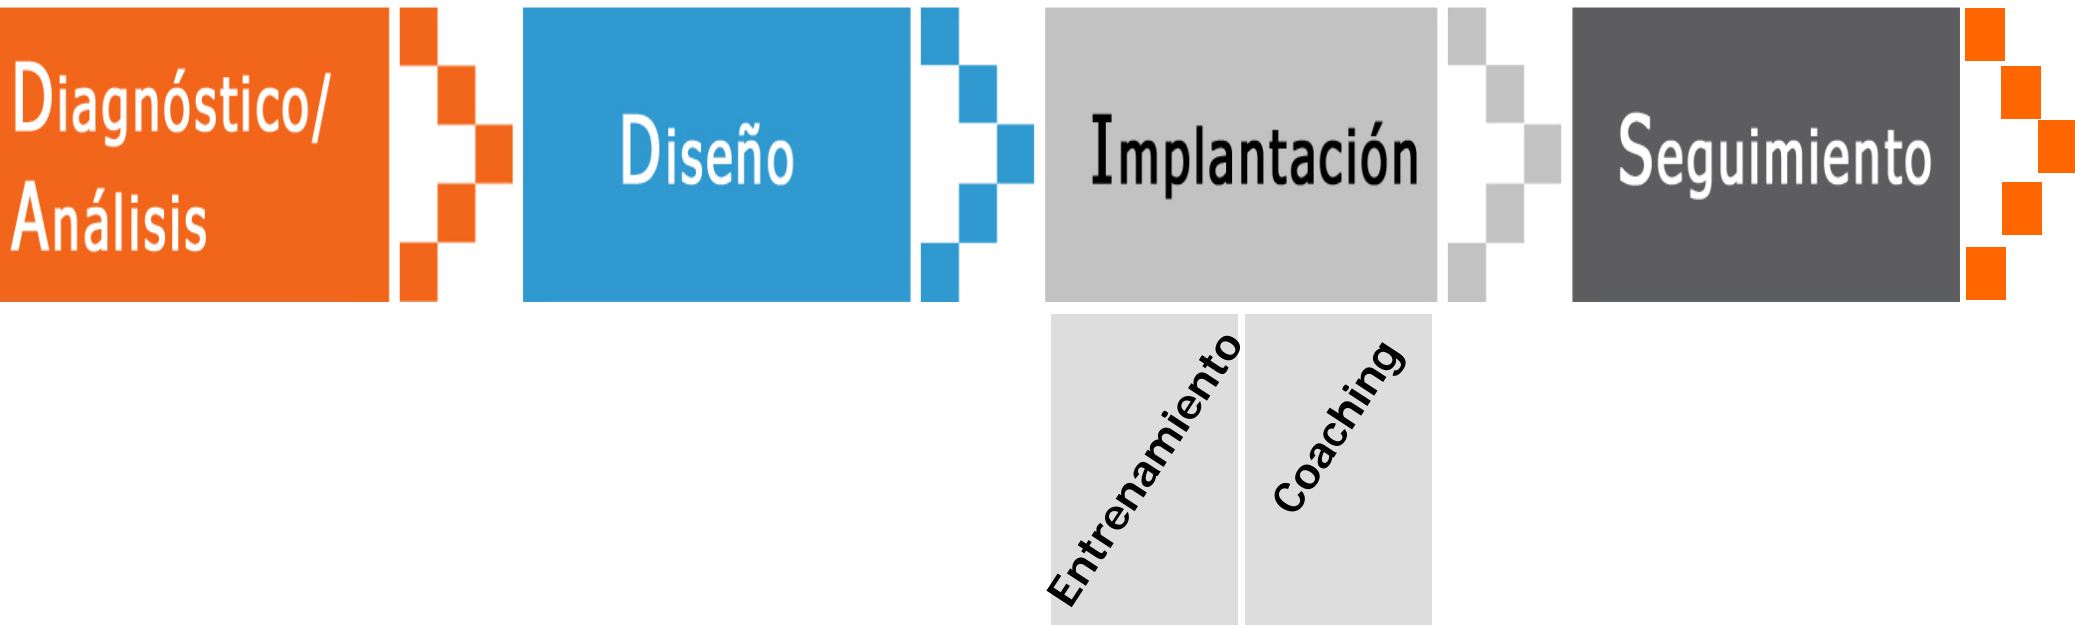 Diagnóstico/
Análisis
Diseño
Implantación
Seguimiento
Entrenamiento
Coaching